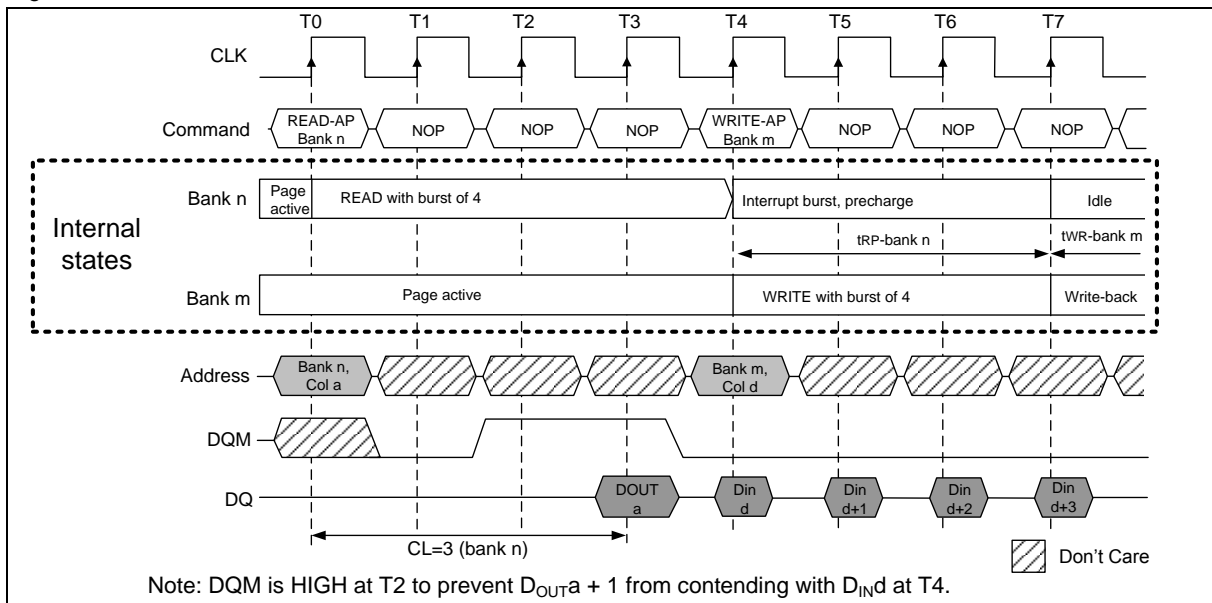 T0 T1 T2 T3 T4 T5 T6 T7
CLK
Command READ-AP Bank n NOP NOP NOP WRITE-AP Bank m NOP NOP NOP
Internal states
Bank n Page active READ with burst of 4 Interrupt burst, precharge Idle
tRP-bank n tWR-bank m
Bank m Page active WRITE with burst of 4 Write-back
Address Bank n, Col a Bank m, Col d
DQM
DQ DOUT a Din d Din d+1 Din d+2 Din d+3
CL=3 (bank n)
Don't Care
Note: DQM is HIGH at T2 to prevent DOUTa + 1 from contending with DINd at T4.